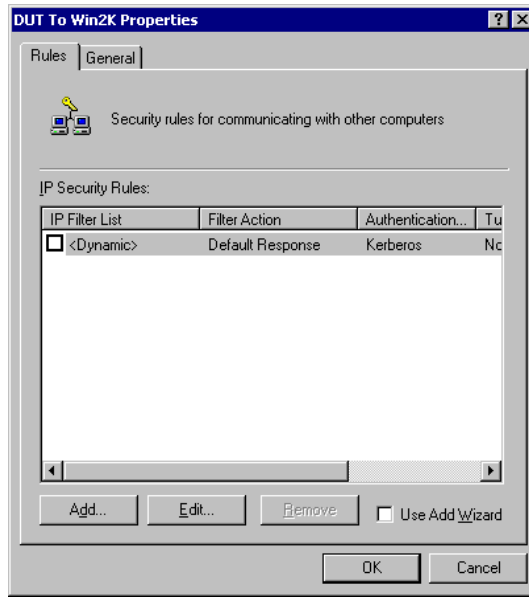 DUT To Win2K Properties
Rules General
Security rules for communicating with other computers
IP Security Rules:
IP Filter List Filter Action Authentication... Tu
<Dynamic> Default Response Kerberos No
Add... Edit... Remove Use Add Wizard
OK Cancel